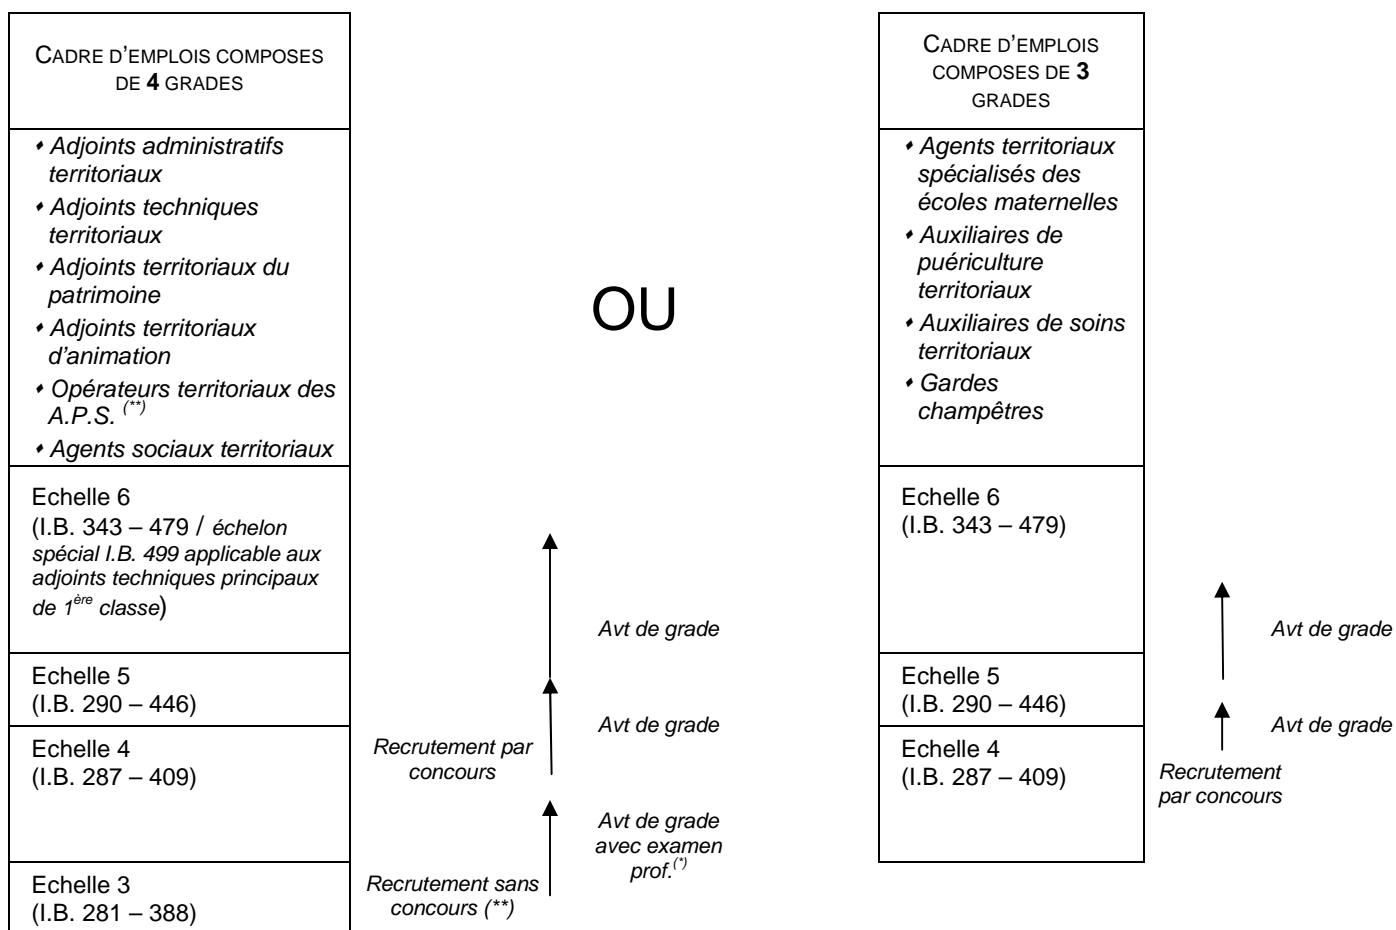 CADRE D'EMPLOIS COMPOSES
DE 4 GRADES
♦ Adjoints administratifs
territoriaux
♦ Adjoints techniques
territoriaux
♦ Adjoints territoriaux du
patrimoine
♦ Adjoints territoriaux
d'animation
♦ Opérateurs territoriaux des
A.P.S. (**)
♦ Agents sociaux territoriaux
Echelle 6
(I.B. 343 – 479 / échelon
spécial I.B. 499 applicable aux
adjoints techniques principaux
de 1ère classe)
Echelle 5
(I.B. 290 – 446)
Echelle 4
(I.B. 287 – 409)
Echelle 3
(I.B. 281 – 388)
Avt de grade
Avt de grade
Recrutement par
concours
Avt de grade
avec examen
prof.(*)
Recrutement sans
concours (**)
OU
CADRE D'EMPLOIS
COMPOSES DE 3
GRADES
♦ Agents territoriaux
spécialisés des
écoles maternelles
♦ Auxiliaires de
puériculture
territoriaux
♦ Auxiliaires de soins
territoriaux
♦ Gardes
champêtres
Echelle 6
(I.B. 343 – 479)
Echelle 5
(I.B. 290 – 446)
Echelle 4
(I.B. 287 – 409)
Avt de grade
Avt de grade
Recrutement
par concours